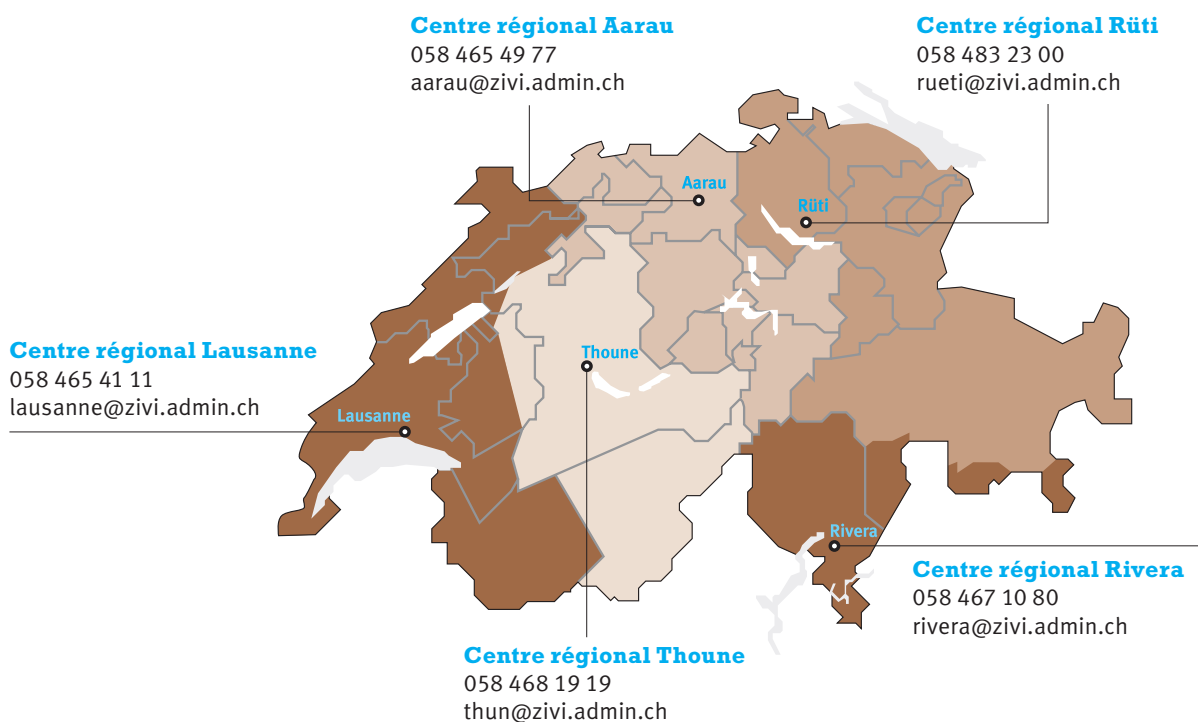 Centre régional Aarau
058 465 49 77
aarau@zivi.admin.ch
Centre régional Rüti
058 483 23 00
rueti@zivi.admin.ch
Aarau
Rüti
Thoune
Centre régional Lausanne
058 465 41 11
lausanne@zivi.admin.ch
Lausanne
Rivera
Centre régional Rivera
058 467 10 80
rivera@zivi.admin.ch
Centre régional Thoune
058 468 19 19
thun@zivi.admin.ch